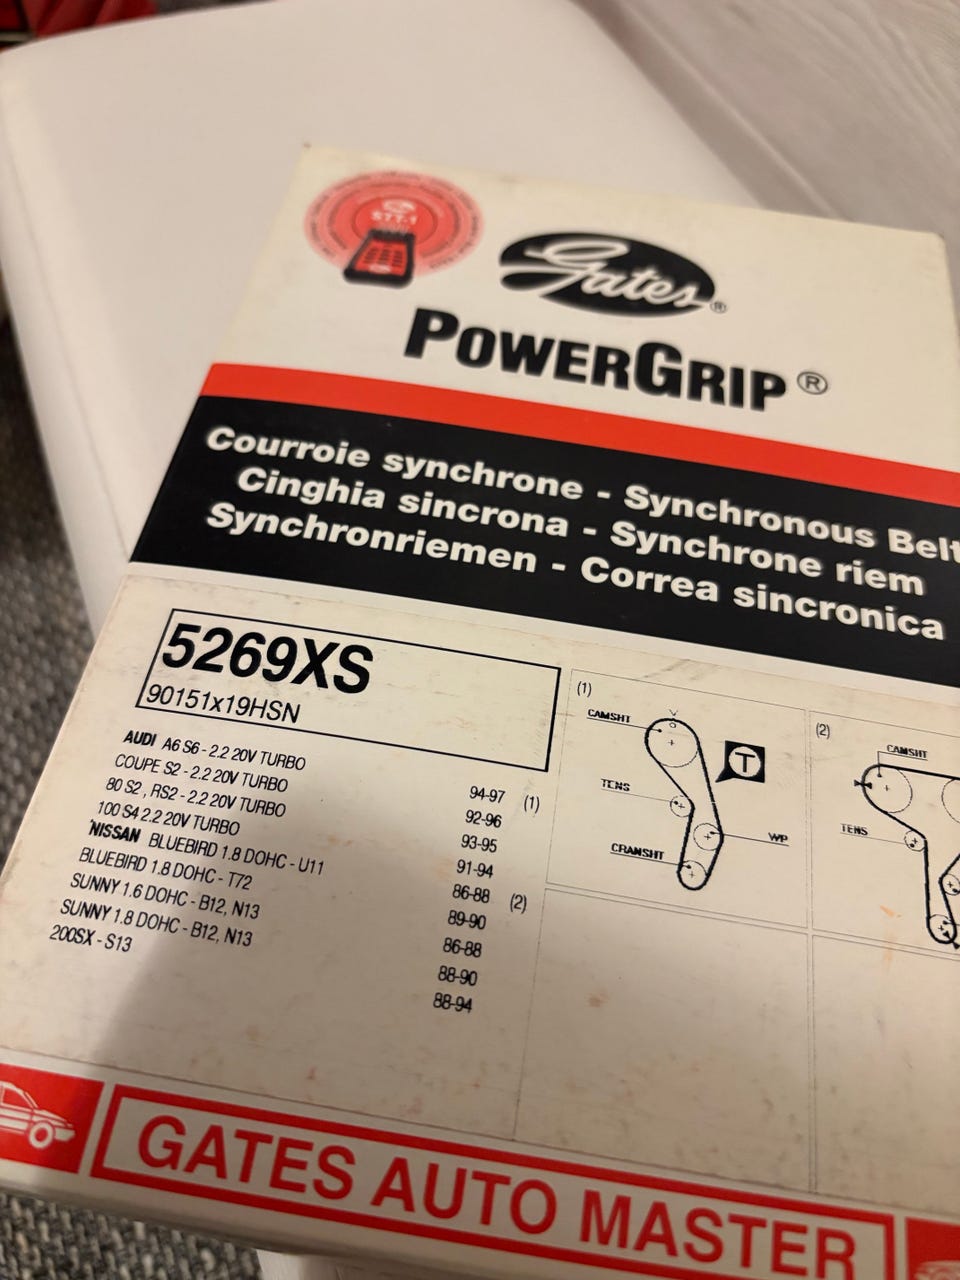 STT-1
Gates®
POWERGRIP®
Courroie synchrone - Synchronous Belt
Cinghia sincrona - Synchrone riem
Synchronriemen - Correa sincronica
5269XS
90151x19HSN
AUDI A6 S6 - 2.2 20V TURBO 94-97 (1)
COUPE S2 - 2.2 20V TURBO 92-96
80 S2 , RS2 - 2.2 20V TURBO 93-95
100 S4 2.2 20V TURBO 91-94
NISSAN BLUEBIRD 1.8 DOHC - U11 86-88 (2)
BLUEBIRD 1.8 DOHC - T72 89-90
SUNNY 1.6 DOHC - B12, N13 86-88
SUNNY 1.8 DOHC - B12, N13 88-90
200SX - S13 88-94
(1)
CAMSHT
T
TENS
WP
CRANSHT
(2)
CAMSHT
TENS
GATES AUTO MASTER